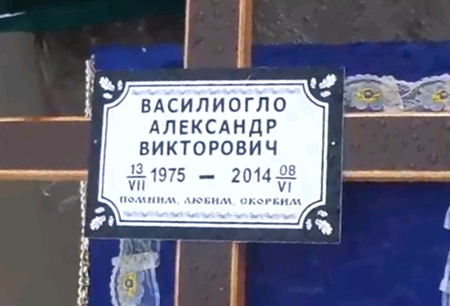 ВАСИЛИОГЛО
АЛЕКСАНДР
ВИКТОРОВИЧ
13/VII 1975 — 2014 08/VI
ПОМНИМ, ЛЮБИМ, СКОРБИМ